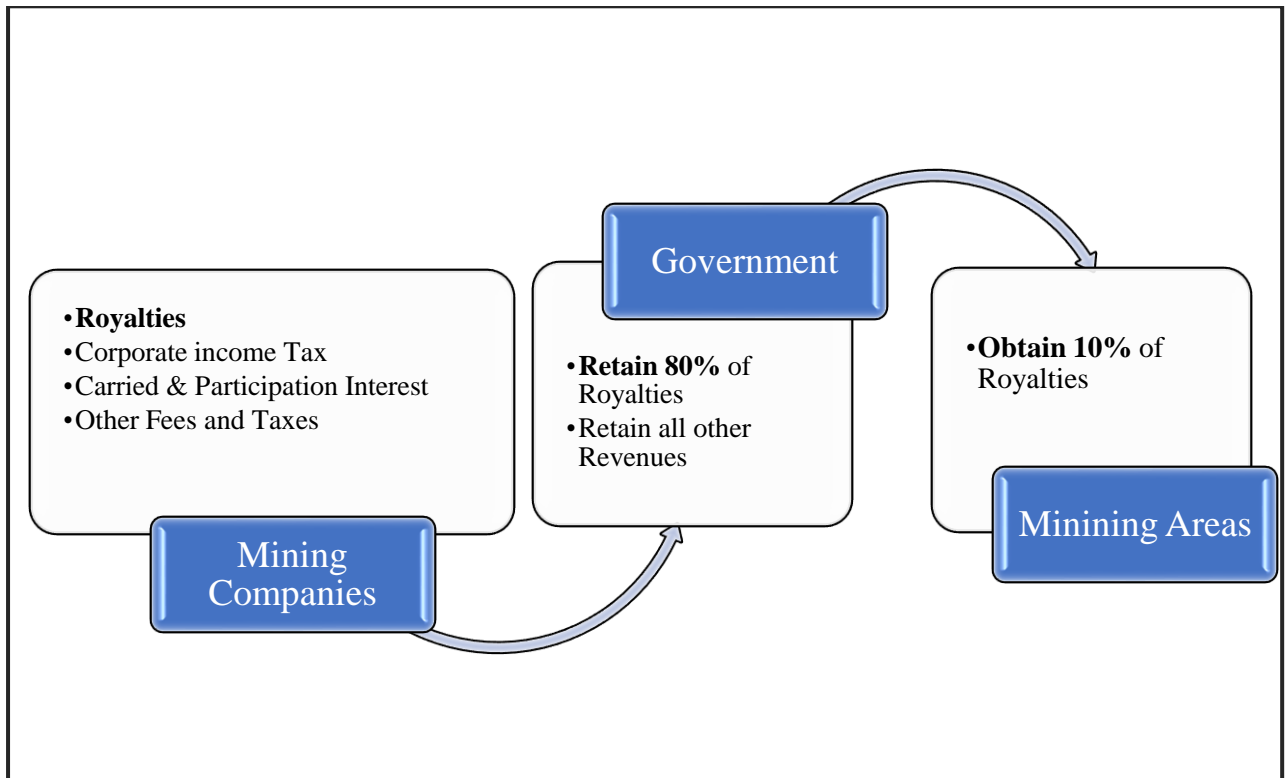 •Royalties
•Corporate income Tax
•Carried & Participation Interest
•Other Fees and Taxes
Mining
Companies
Government
•Retain 80% of
Royalties
•Retain all other
Revenues
•Obtain 10% of
Royalties
Minining Areas